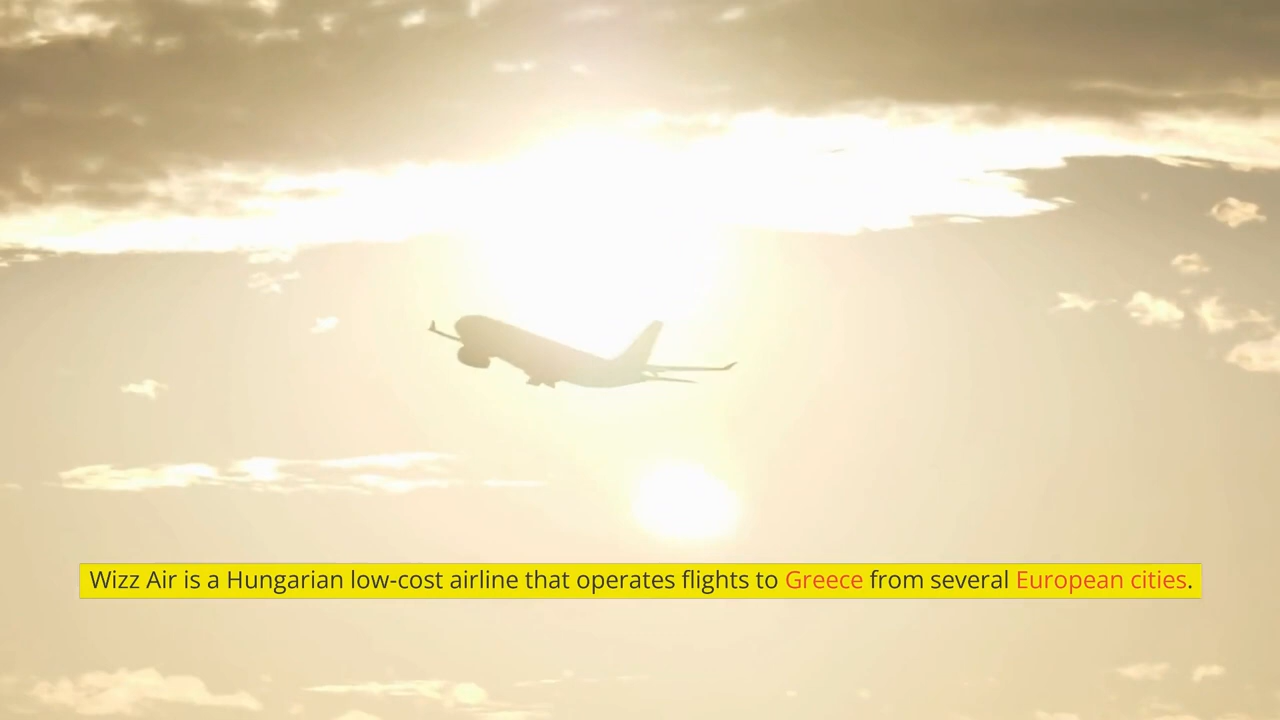 Wizz Air is a Hungarian low-cost airline that operates flights to Greece from several European cities.